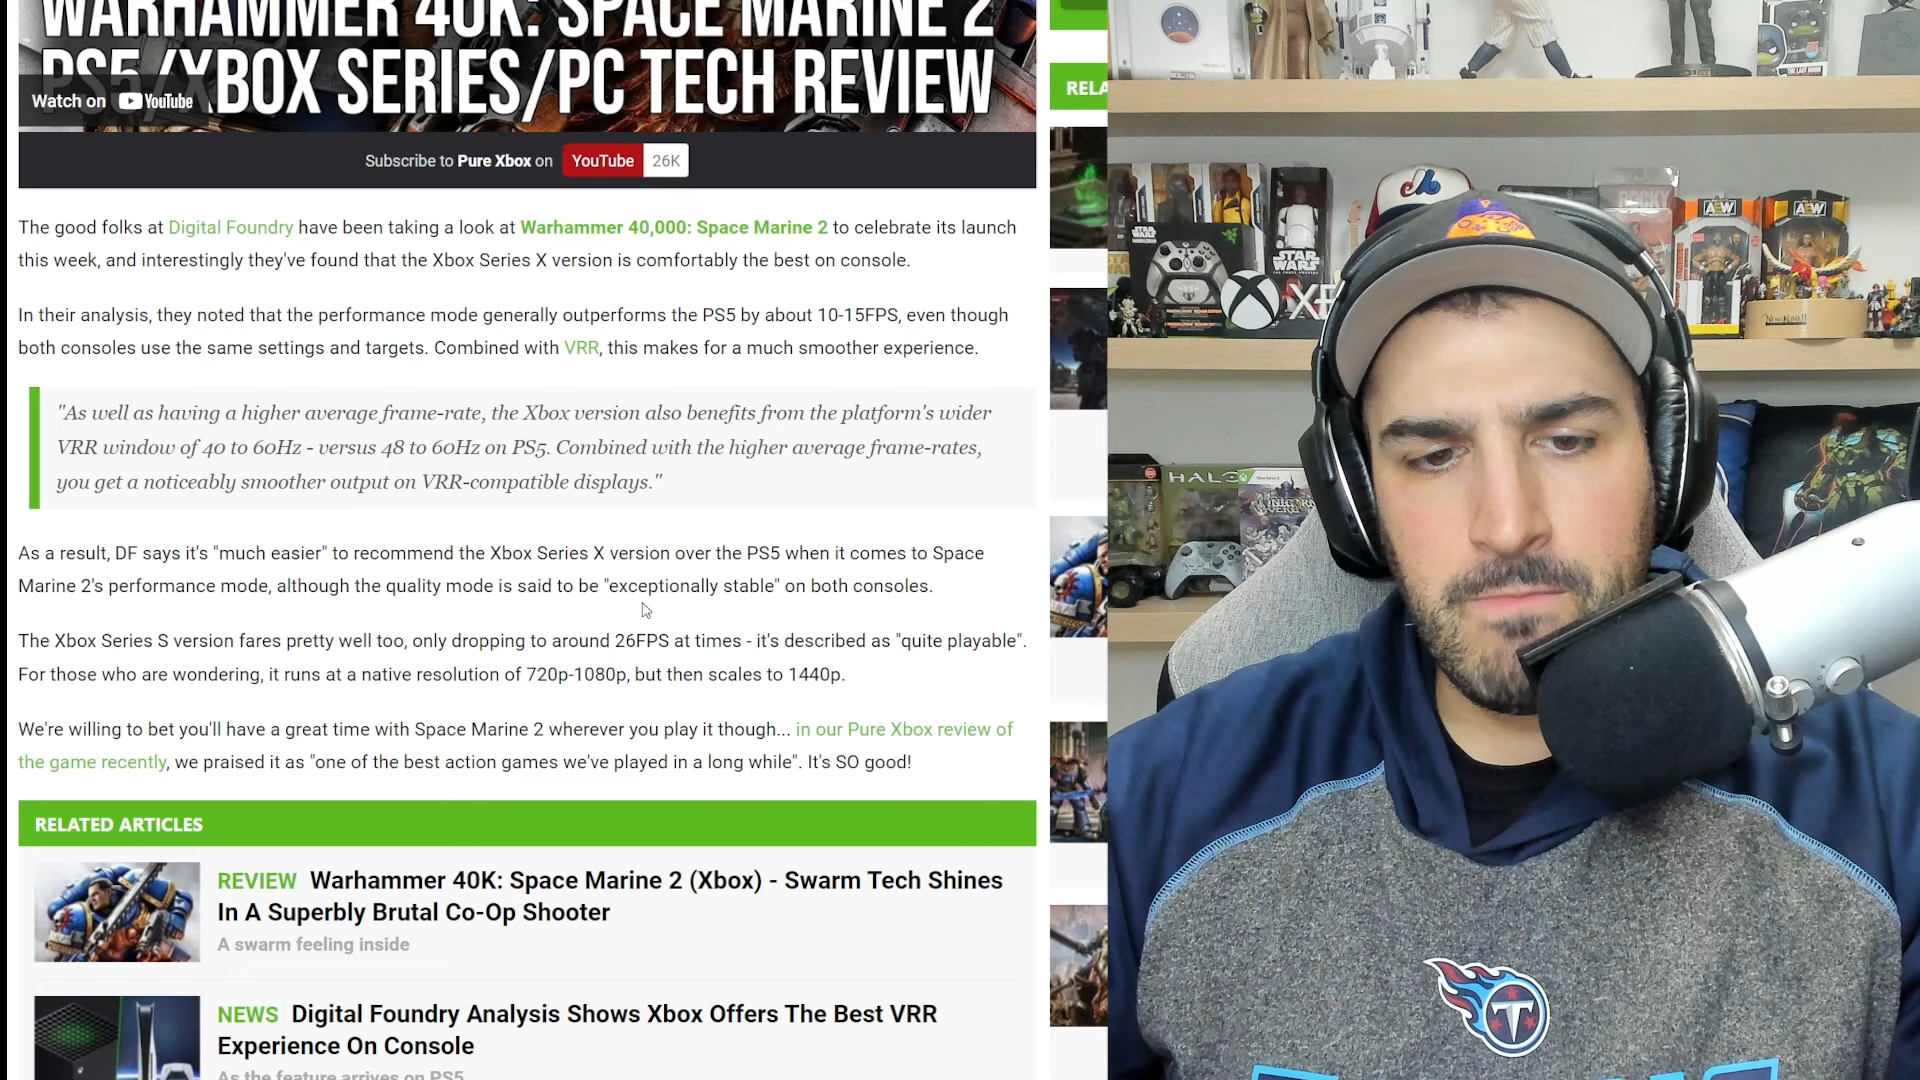 WARHAMMER 40K: SPACE MARINE 2
PS5/XBOX SERIES/PC TECH REVIEW
Watch on YouTube
Subscribe to Pure Xbox on YouTube 26K
The good folks at Digital Foundry have been taking a look at Warhammer 40,000: Space Marine 2 to celebrate its launch
this week, and interestingly they've found that the Xbox Series X version is comfortably the best on console.
In their analysis, they noted that the performance mode generally outperforms the PS5 by about 10-15FPS, even though
both consoles use the same settings and targets. Combined with VRR, this makes for a much smoother experience.
"As well as having a higher average frame-rate, the Xbox version also benefits from the platform's wider
VRR window of 40 to 60Hz - versus 48 to 60Hz on PS5. Combined with the higher average frame-rates,
you get a noticeably smoother output on VRR-compatible displays."
As a result, DF says it's "much easier" to recommend the Xbox Series X version over the PS5 when it comes to Space
Marine 2's performance mode, although the quality mode is said to be "exceptionally stable" on both consoles.
The Xbox Series S version fares pretty well too, only dropping to around 26FPS at times - it's described as "quite playable".
For those who are wondering, it runs at a native resolution of 720p-1080p, but then scales to 1440p.
We're willing to bet you'll have a great time with Space Marine 2 wherever you play it though... in our Pure Xbox review of
the game recently, we praised it as "one of the best action games we've played in a long while". It's SO good!
RELATED ARTICLES
REVIEW Warhammer 40K: Space Marine 2 (Xbox) - Swarm Tech Shines
In A Superbly Brutal Co-Op Shooter
A swarm feeling inside
NEWS Digital Foundry Analysis Shows Xbox Offers The Best VRR
Experience On Console
As the feature arrives on PS5
RELA
STAR
WARS
STAR
WARS
ROCKY
AEW
AEW
HALO
T